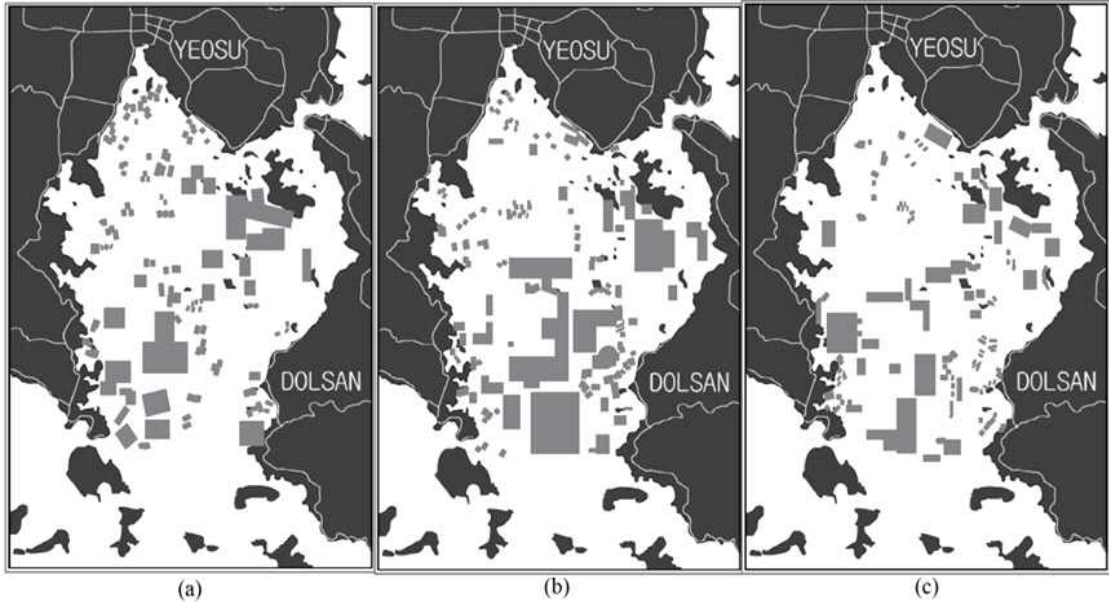 YEOSU
YEOSU
YEOSU
DOLSAN
DOLSAN
DOLSAN
(a)
(b)
(c)